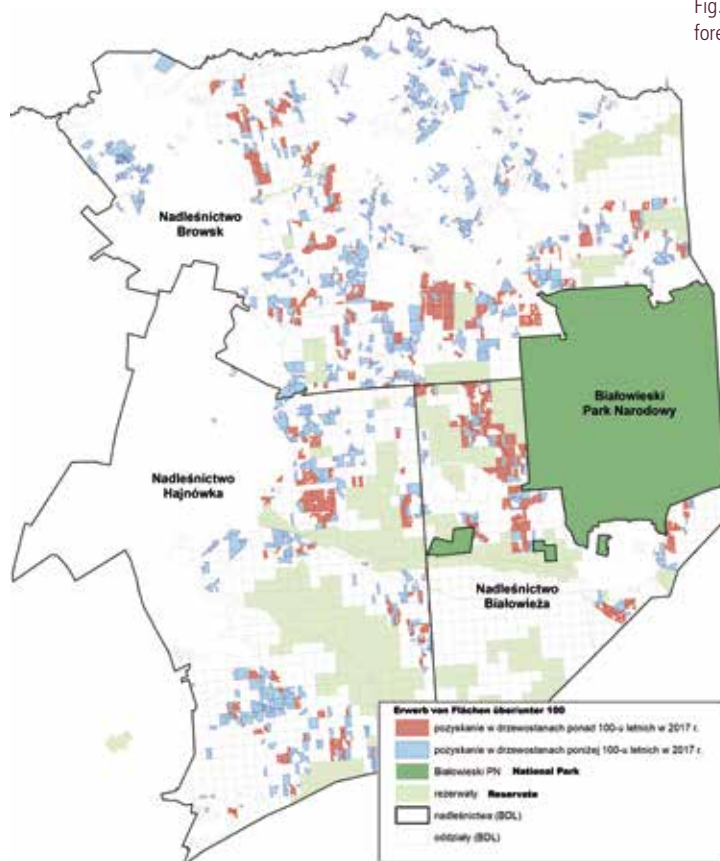 Fig.
fore
Nadleśnictwo
Browsk
Białowieski
Park Narodowy
Nadleśnictwo
Hajnówka
Nadleśnictwo
Białowieża
Erwerb von Flächen über/unter 100
pozyskanie w drzewostanach ponad 100-u letnich w 2017 r.
pozyskanie w drzewostanach poniżej 100-u letnich w 2017 r.
Białowieski PN National Park
rezerwaty Reservate
nadleśnictwa (BDL)
oddziały (BDL)